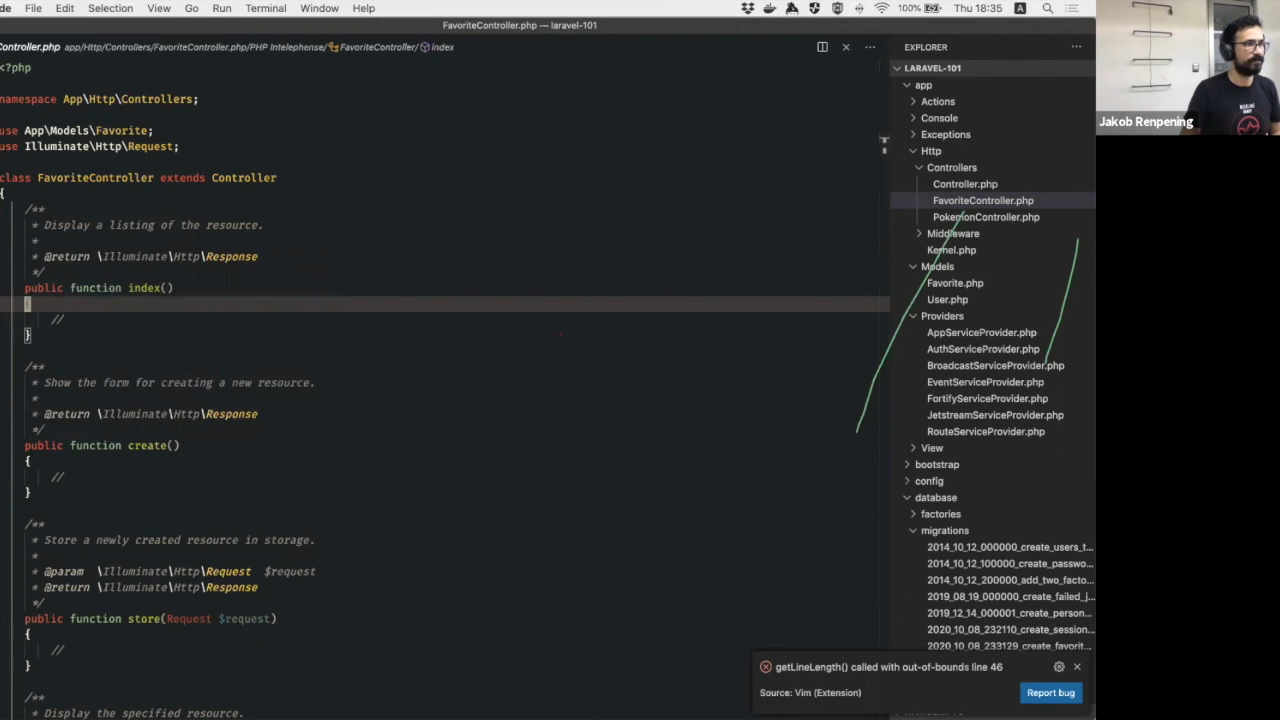 de File Edit Selection View Go Run Terminal Window Help 100% Thu 18:35 A
FavoriteController.php — laravel-101
Controller.php app/Http/Controllers/FavoriteController.php/PHP Intelephense/ FavoriteController/ index
<?php
namespace App\Http\Controllers;
use App\Models\Favorite;
use Illuminate\Http\Request;
class FavoriteController extends Controller
{
/**
* Display a listing of the resource.
*
* @return \Illuminate\Http\Response
*/
public function index()
{
//
}
/**
* Show the form for creating a new resource.
*
* @return \Illuminate\Http\Response
*/
public function create()
{
//
}
/**
* Store a newly created resource in storage.
*
* @param \Illuminate\Http\Request $request
* @return \Illuminate\Http\Response
*/
public function store(Request $request)
{
//
}
/**
* Display the specified resource.
EXPLORER
LARAVEL-101
app
Actions
Console
Exceptions
Http
Controllers
Controller.php
FavoriteController.php
PokemonController.php
Middleware
Kernel.php
Models
Favorite.php
User.php
Providers
AppServiceProvider.php
AuthServiceProvider.php
BroadcastServiceProvider.php
EventServiceProvider.php
FortifyServiceProvider.php
JetstreamServiceProvider.php
RouteServiceProvider.php
View
bootstrap
config
database
factories
migrations
2014_10_12_000000_create_users_t...
2014_10_12_100000_create_passwo...
2014_10_12_200000_add_two_facto...
2019_08_19_000000_create_failed_j...
2019_12_14_000001_create_person...
2020_10_08_232110_create_session...
2020_10_08_233129_create_favorit...
getLineLength() called with out-of-bounds line 46
Source: Vim (Extension)
Report bug
Jakob Renpening